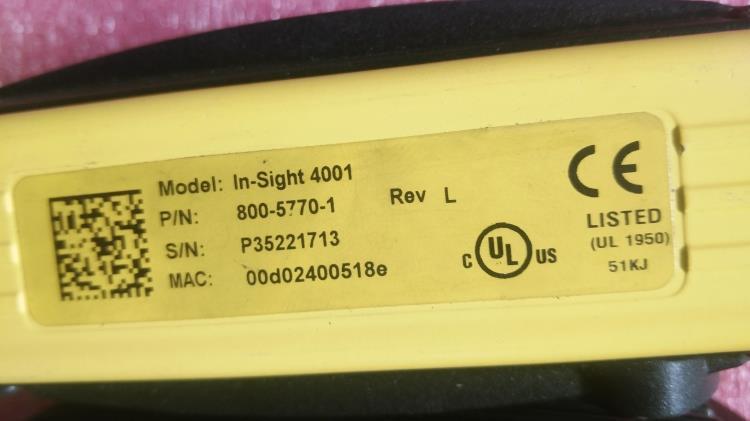 Model: In-Sight 4001
P/N: 800-5770-1 Rev L
S/N: P35221713
MAC: 00d02400518e
CE
C UL US
LISTED
(UL 1950)
51KJ